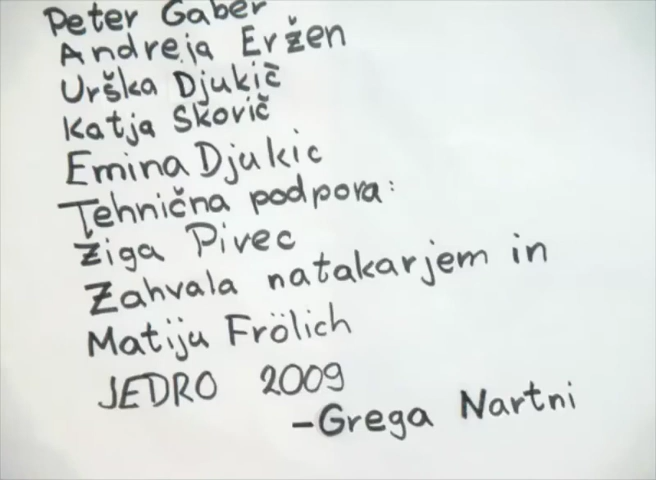 Peter Gaber
Andreja Eržen
Urška Djukič
Katja Skovič
Emina Djukic
Tehnična podpora:
Žiga Pivec
Zahvala natakarjem in
Matiju Frölich
JEDRO 2009
-Grega Nartni